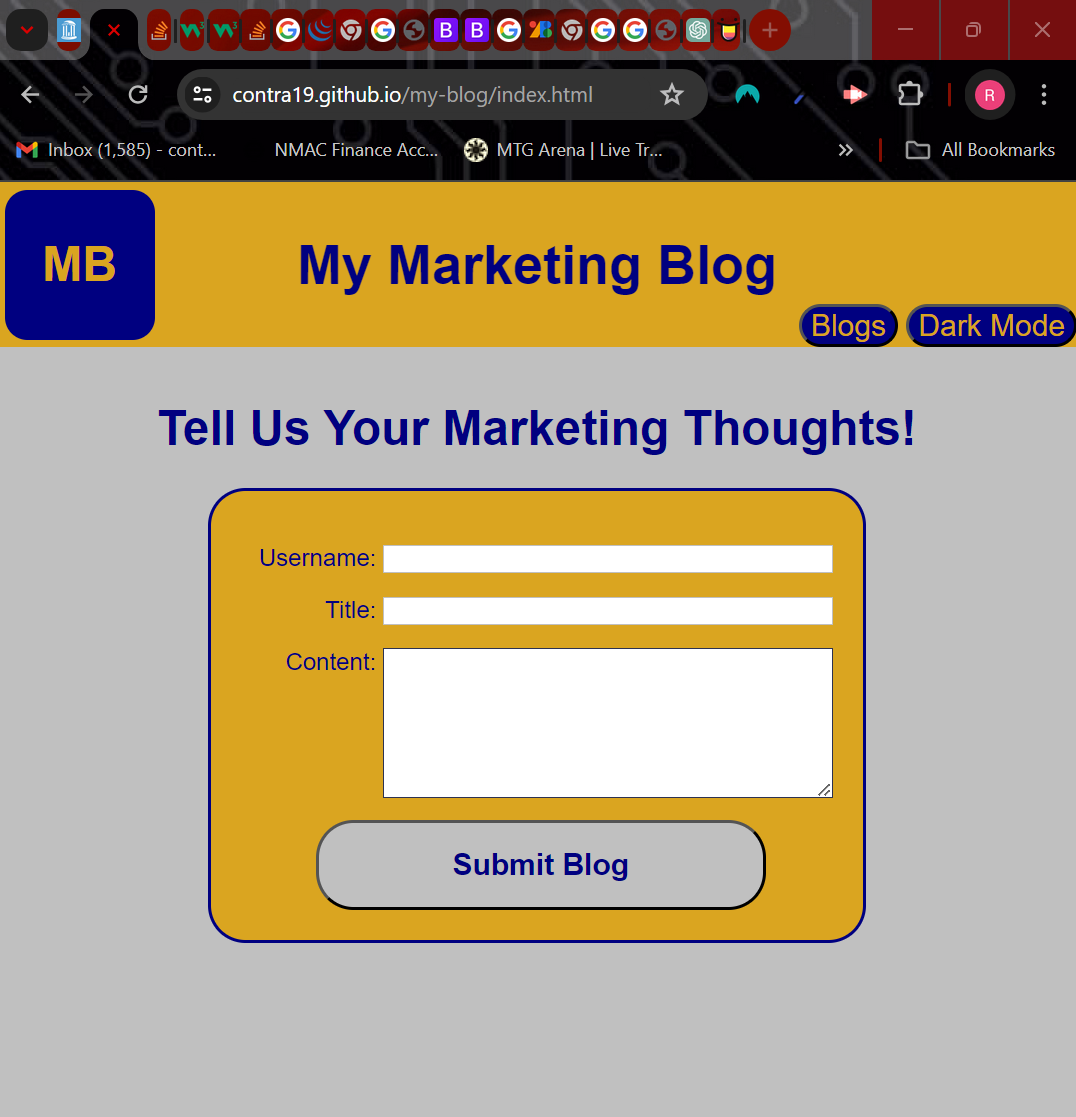 contra19.github.io/my-blog/index.html
R
Inbox (1,585) - cont...
NMAC Finance Acc...
MTG Arena | Live Tr...
All Bookmarks
MB
My Marketing Blog
Blogs
Dark Mode
Tell Us Your Marketing Thoughts!
Username:
Title:
Content:
Submit Blog